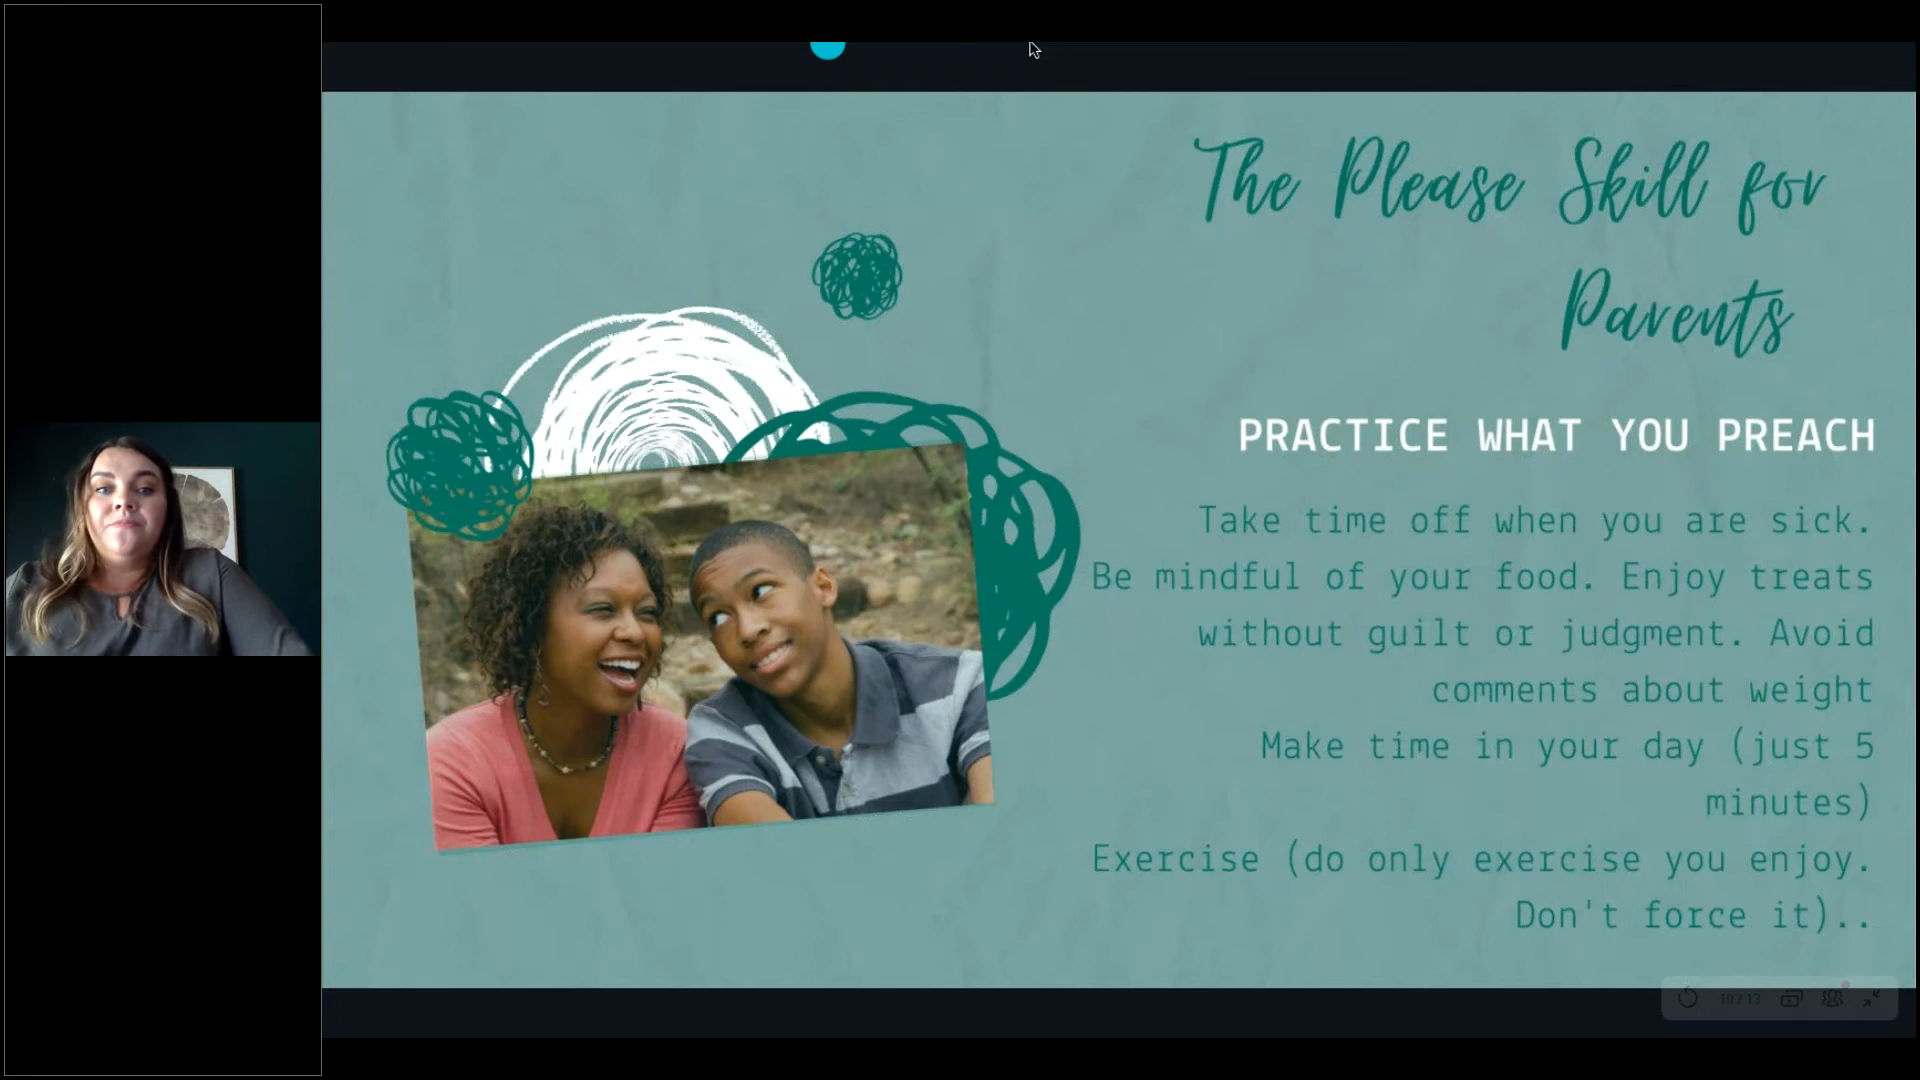 The Please Skill for
Parents
PRACTICE WHAT YOU PREACH
Take time off when you are sick.
Be mindful of your food. Enjoy treats
without guilt or judgment. Avoid
comments about weight
Make time in your day (just 5
minutes)
Exercise (do only exercise you enjoy.
Don't force it)..
10/13